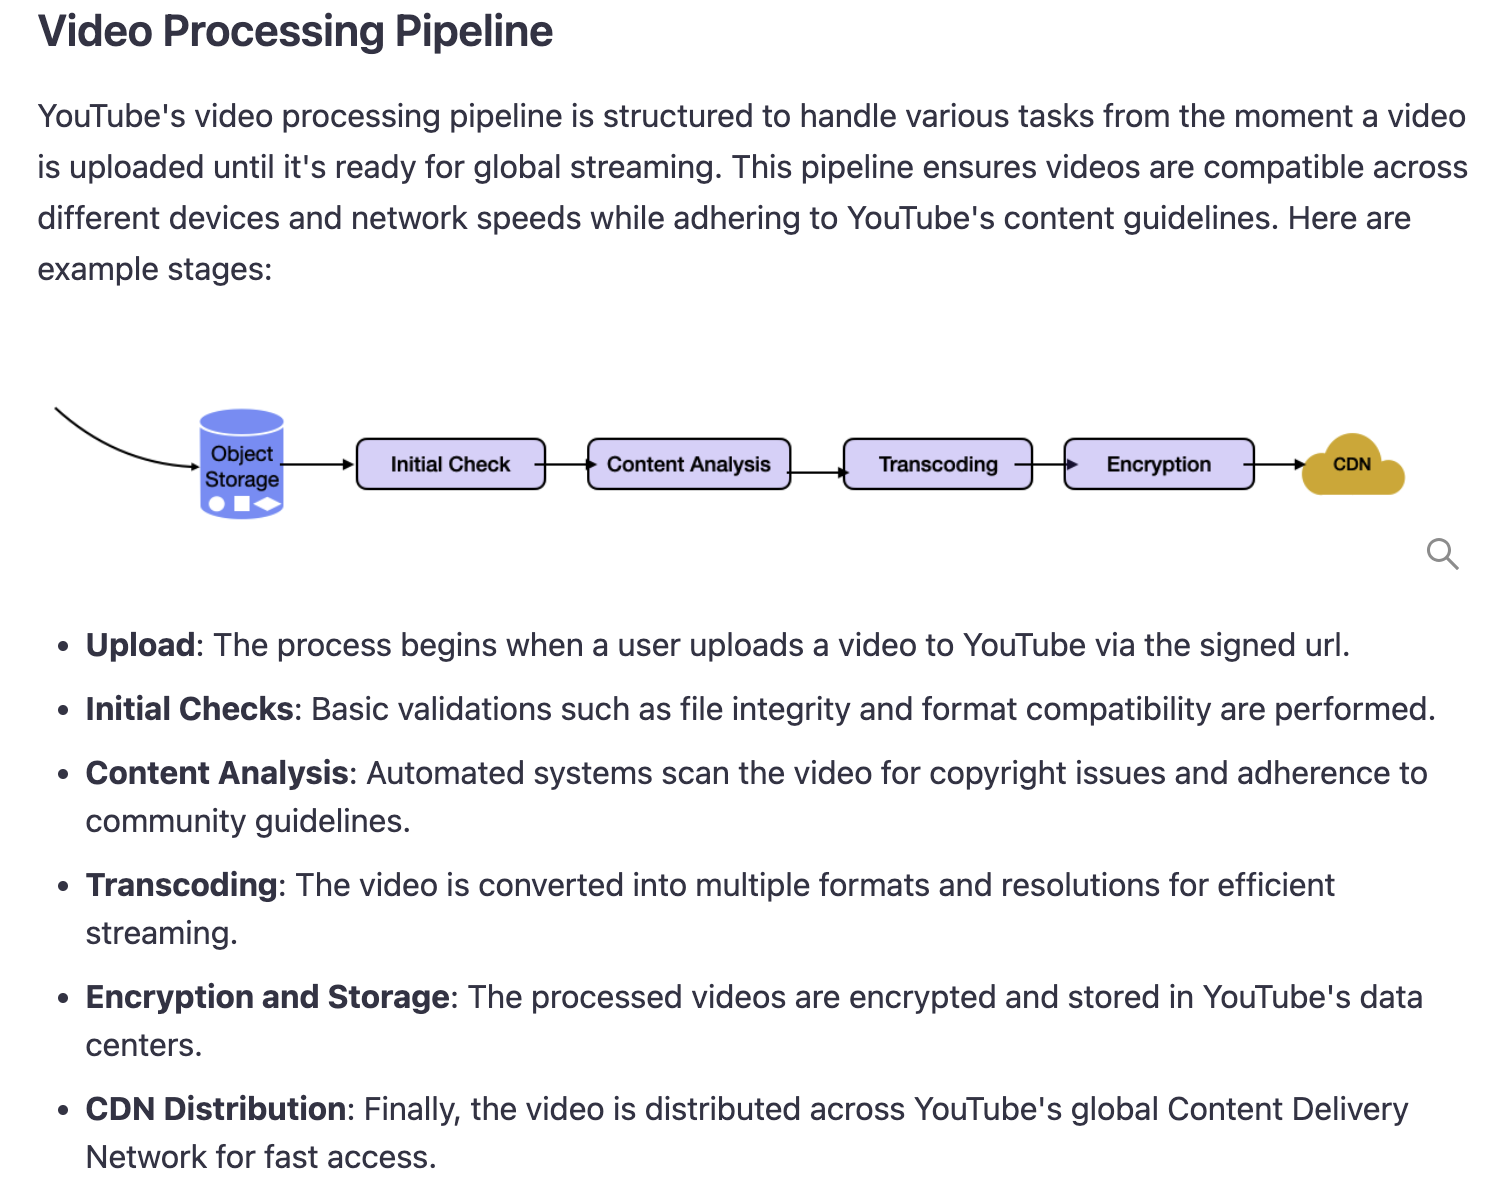 Video Processing Pipeline
YouTube's video processing pipeline is structured to handle various tasks from the moment a video
is uploaded until it's ready for global streaming. This pipeline ensures videos are compatible across
different devices and network speeds while adhering to YouTube's content guidelines. Here are
example stages:
Object
Storage
Initial Check
Content Analysis
Transcoding
Encryption
CDN
• Upload: The process begins when a user uploads a video to YouTube via the signed url.
• Initial Checks: Basic validations such as file integrity and format compatibility are performed.
• Content Analysis: Automated systems scan the video for copyright issues and adherence to
community guidelines.
• Transcoding: The video is converted into multiple formats and resolutions for efficient
streaming.
• Encryption and Storage: The processed videos are encrypted and stored in YouTube's data
centers.
• CDN Distribution: Finally, the video is distributed across YouTube's global Content Delivery
Network for fast access.